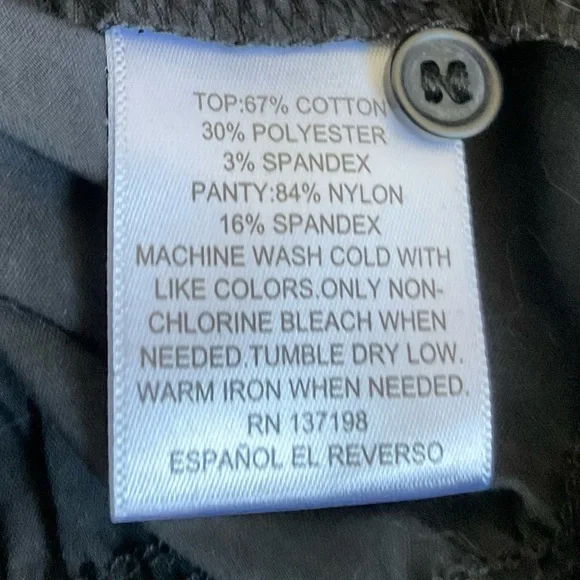 TOP:67% COTTON
30% POLYESTER
3% SPANDEX
PANTY:84% NYLON
16% SPANDEX
MACHINE WASH COLD WITH
LIKE COLORS.ONLY NON-
CHLORINE BLEACH WHEN
NEEDED.TUMBLE DRY LOW.
WARM IRON WHEN NEEDED.
RN 137198
ESPAÑOL EL REVERSO